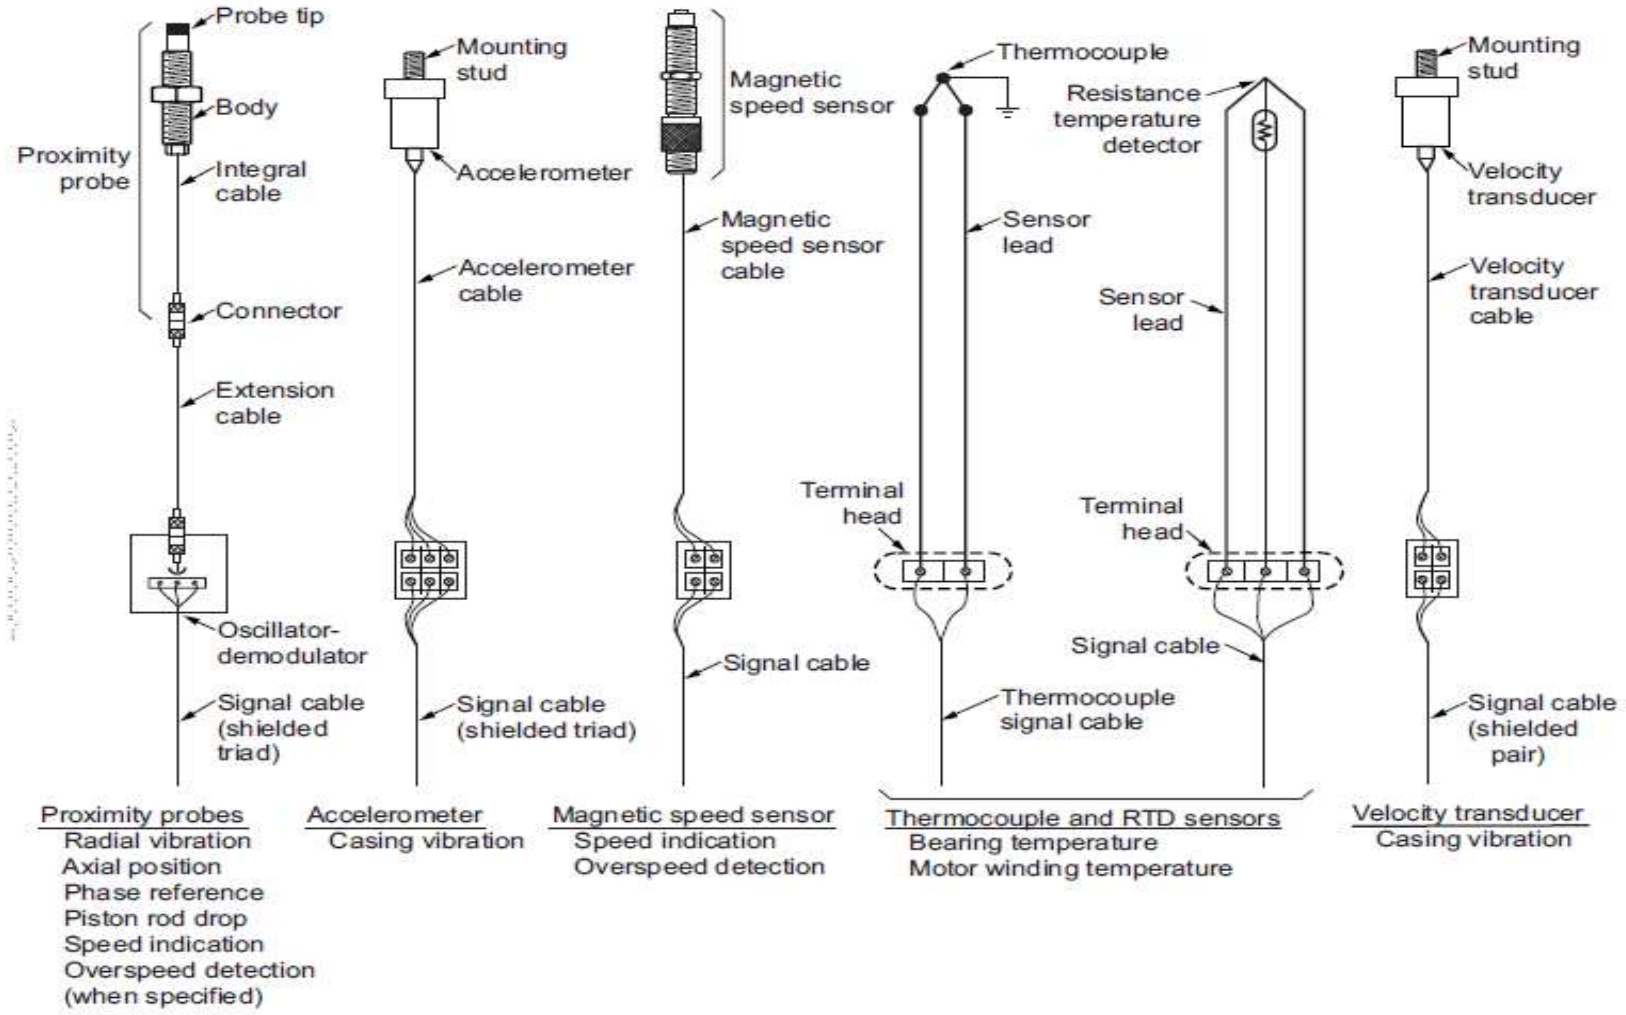 Probe tip
Body
Proximity
probe
Integral
cable
Connector
Extension
cable
Oscillator-
demodulator
Signal cable
(shielded
triad)
Proximity probes
Radial vibration
Axial position
Phase reference
Piston rod drop
Speed indication
Overspeed detection
(when specified)
Mounting
stud
Accelerometer
Accelerometer
cable
Signal cable
(shielded triad)
Accelerometer
Casing vibration
Magnetic
speed sensor
Magnetic
speed sensor
cable
Signal cable
Magnetic speed sensor
Speed indication
Overspeed detection
Thermocouple
Sensor
lead
Terminal
head
Thermocouple
signal cable
Resistance
temperature
detector
Sensor
lead
Terminal
head
Signal cable
Thermocouple and RTD sensors
Bearing temperature
Motor winding temperature
Mounting
stud
Velocity
transducer
Velocity
transducer
cable
Signal cable
(shielded
pair)
Velocity transducer
Casing vibration